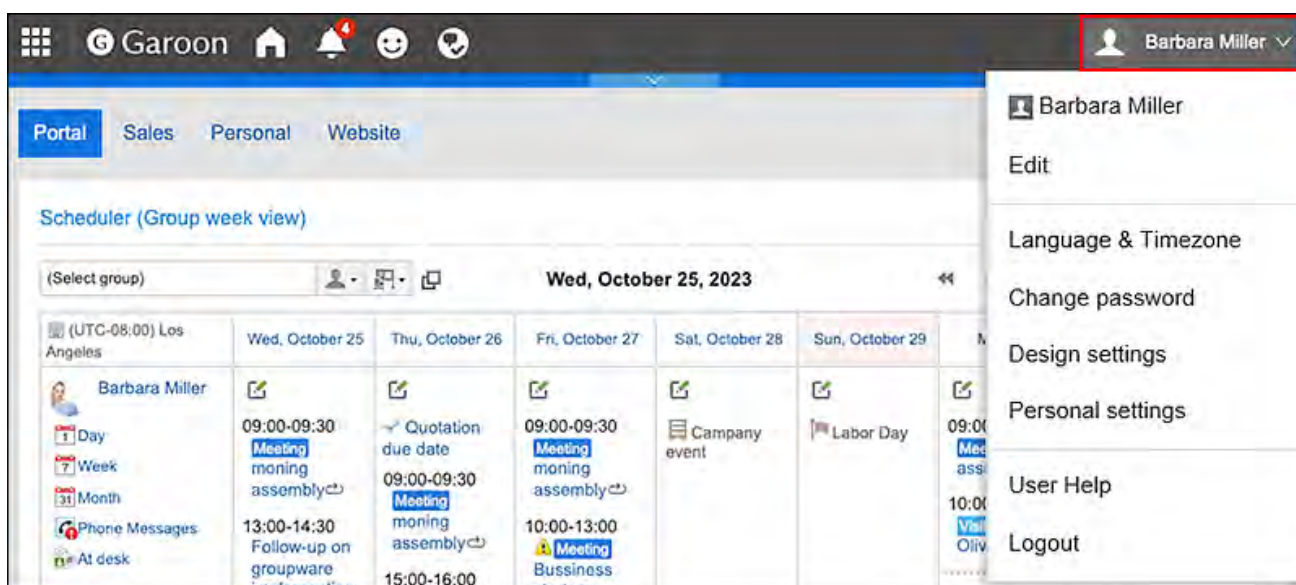 G Garoon 4 Barbara Miller
Portal Sales Personal Website
Scheduler (Group week view)
(Select group) Wed, October 25, 2023
(UTC-08:00) Los Angeles
Wed, October 25 Thu, October 26 Fri, October 27 Sat, October 28 Sun, October 29
Barbara Miller
1 Day
7 Week
31 Month
Phone Messages
At desk
09:00-09:30
Meeting
moning
assembly
13:00-14:30
Follow-up on
groupware
Quotation
due date
09:00-09:30
Meeting
moning
assembly
15:00-16:00
09:00-09:30
Meeting
moning
assembly
10:00-13:00
Meeting
Bussiness
Campany
event
Labor Day
Barbara Miller
Edit
Language & Timezone
Change password
Design settings
Personal settings
User Help
Logout